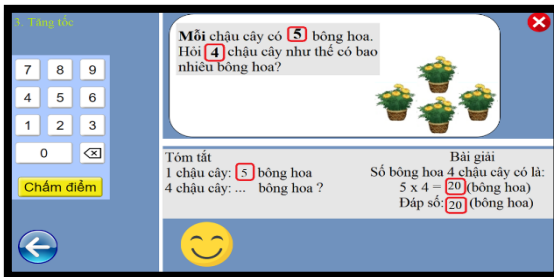 3. Tăng tốc
Mỗi chậu cây có 5 bông hoa.
Hỏi 4 chậu cây như thế có bao
nhiêu bông hoa?
7 8 9
4 5 6
1 2 3
0
Chấm điểm
Tóm tắt
1 chậu cây: 5 bông hoa
4 chậu cây: ... bông hoa ?
Bài giải
Số bông hoa 4 chậu cây có là:
5 x 4 = 20 (bông hoa)
Đáp số: 20 (bông hoa)